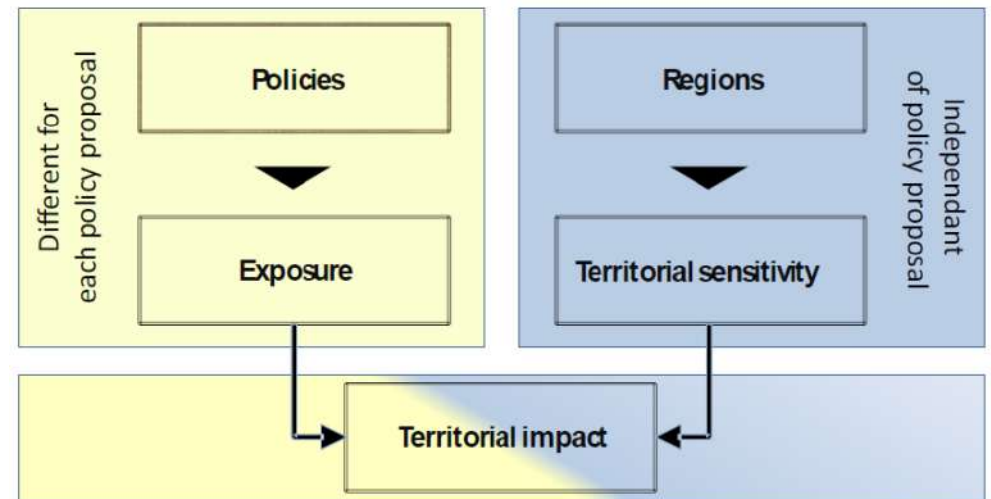 Different for
each policy proposal
Policies
Exposure
Regions
Territorial sensitivity
Independant
of policy proposal
Territorial impact